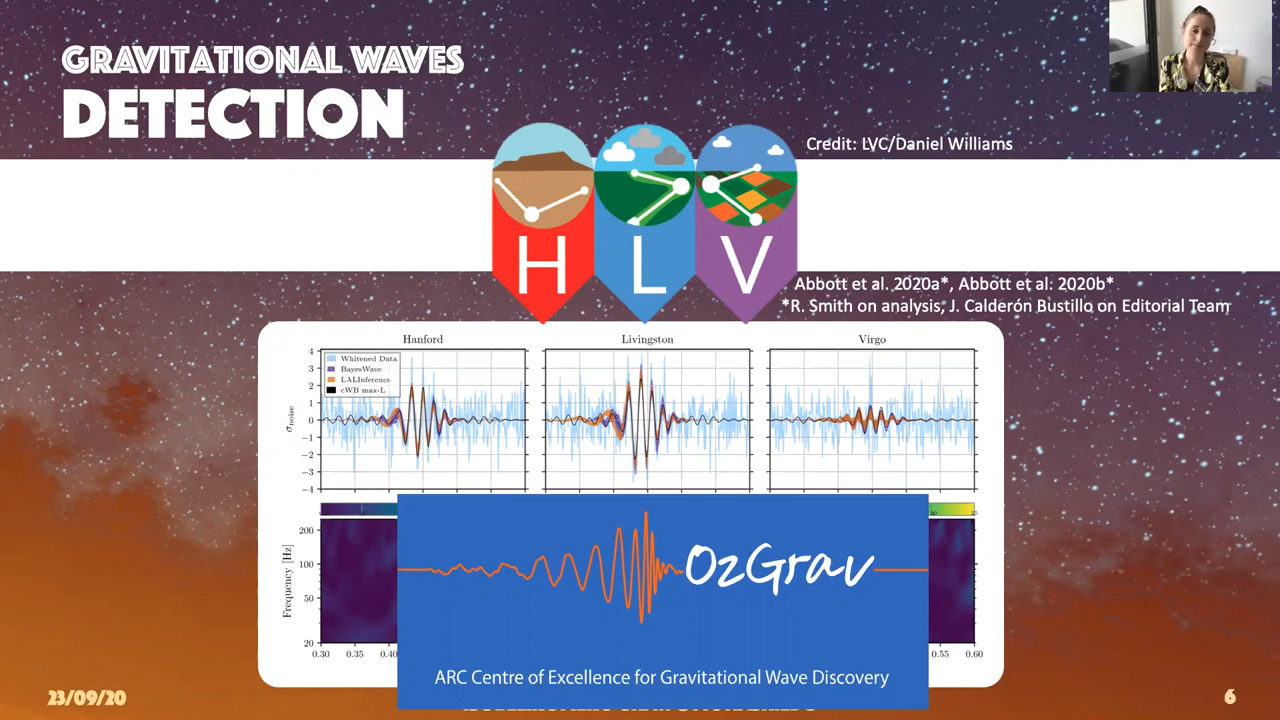 GRAVITATIONAL WAVES
DETECTION
Credit: LVC/Daniel Williams
H L V
Abbott et al. 2020a*, Abbott et al. 2020b*
*R. Smith on analysis, J. Calderón Bustillo on Editorial Team
Hanford Livingston Virgo
Whitened Data
BayesWave
LALInference
cWB max-L
4
3
2
1
0
−1
−2
−3
−4
σnoise
200
100
50
20
Frequency [Hz]
0.30 0.35 0.40 0.55 0.60
OzGrav
ARC Centre of Excellence for Gravitational Wave Discovery
23/09/20
6